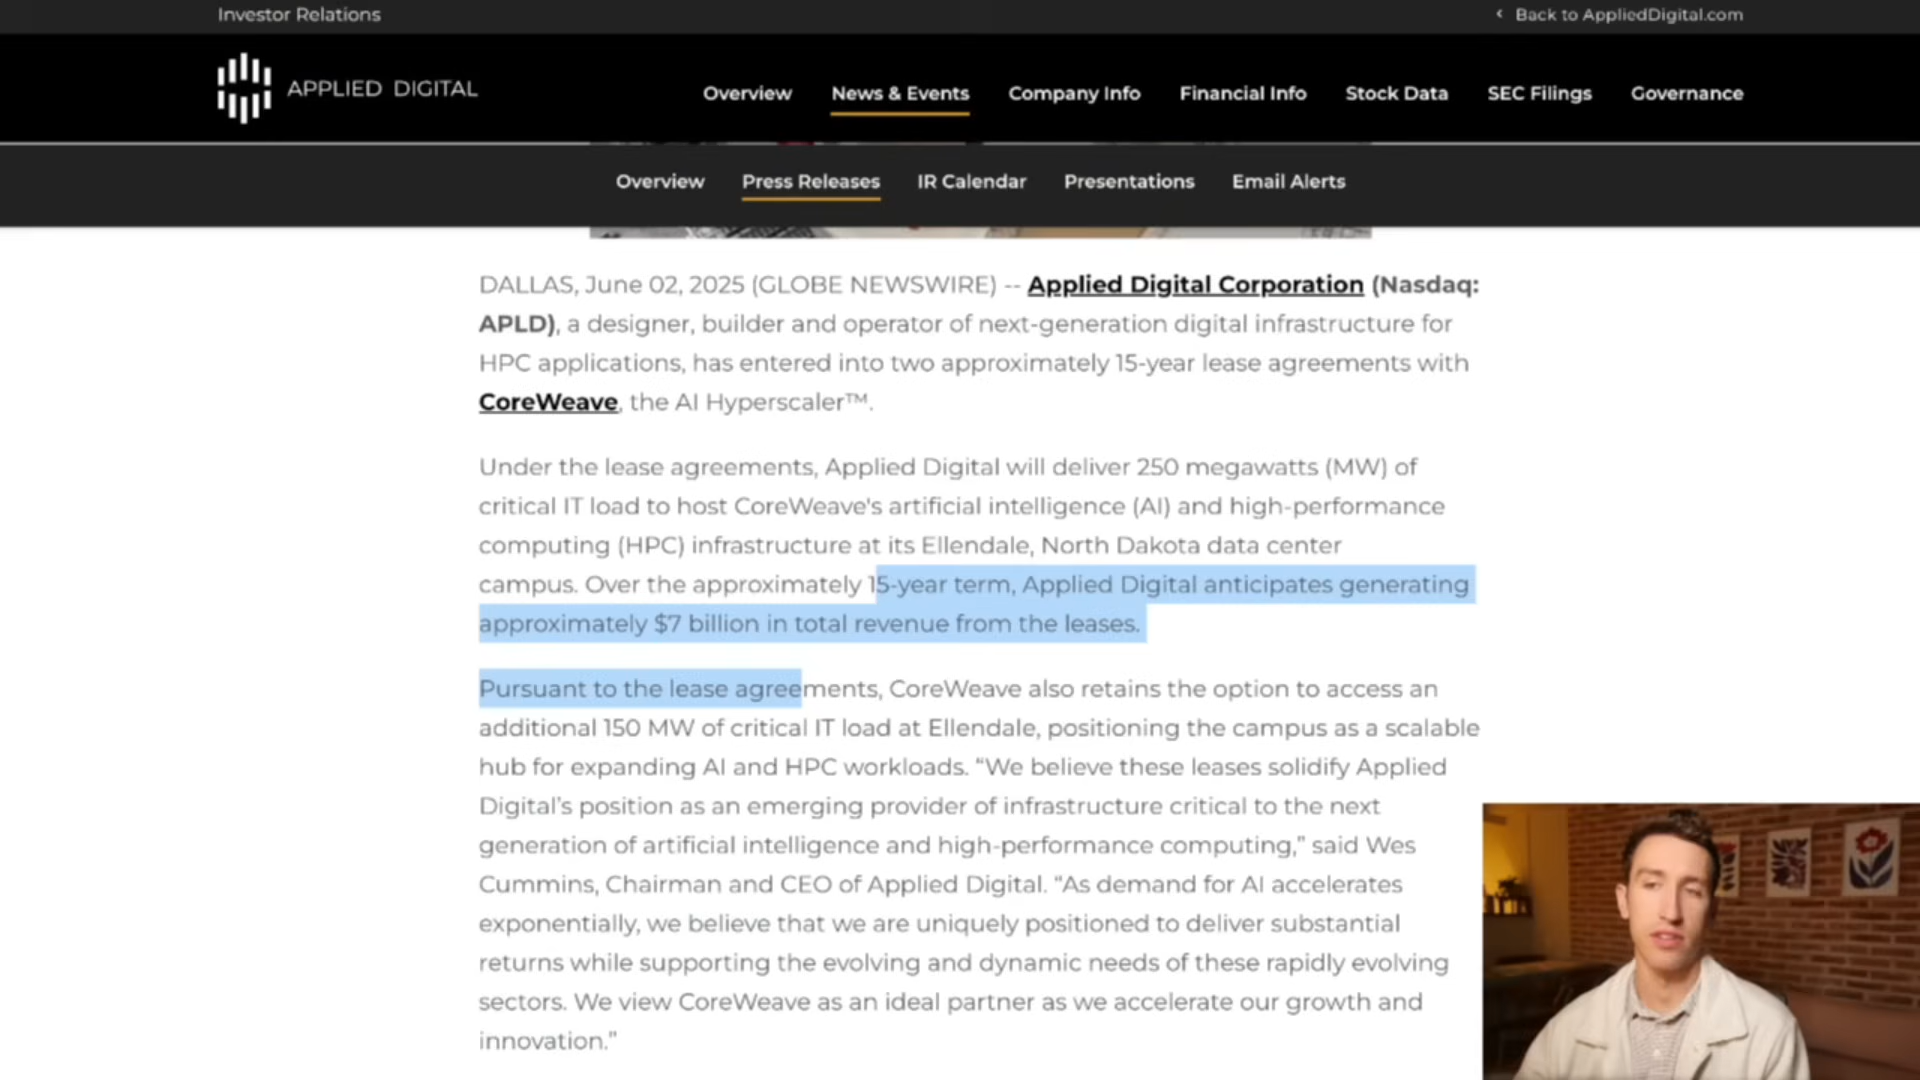 Investor Relations
‹ Back to AppliedDigital.com
APPLIED DIGITAL
Overview News & Events Company Info Financial Info Stock Data SEC Filings Governance
Overview Press Releases IR Calendar Presentations Email Alerts
DALLAS, June 02, 2025 (GLOBE NEWSWIRE) -- Applied Digital Corporation (Nasdaq:
APLD), a designer, builder and operator of next-generation digital infrastructure for
HPC applications, has entered into two approximately 15-year lease agreements with
CoreWeave, the AI Hyperscaler™.
Under the lease agreements, Applied Digital will deliver 250 megawatts (MW) of
critical IT load to host CoreWeave's artificial intelligence (AI) and high-performance
computing (HPC) infrastructure at its Ellendale, North Dakota data center
campus. Over the approximately 15-year term, Applied Digital anticipates generating
approximately $7 billion in total revenue from the leases.
Pursuant to the lease agreements, CoreWeave also retains the option to access an
additional 150 MW of critical IT load at Ellendale, positioning the campus as a scalable
hub for expanding AI and HPC workloads. “We believe these leases solidify Applied
Digital’s position as an emerging provider of infrastructure critical to the next
generation of artificial intelligence and high-performance computing,” said Wes
Cummins, Chairman and CEO of Applied Digital. “As demand for AI accelerates
exponentially, we believe that we are uniquely positioned to deliver substantial
returns while supporting the evolving and dynamic needs of these rapidly evolving
sectors. We view CoreWeave as an ideal partner as we accelerate our growth and
innovation.”